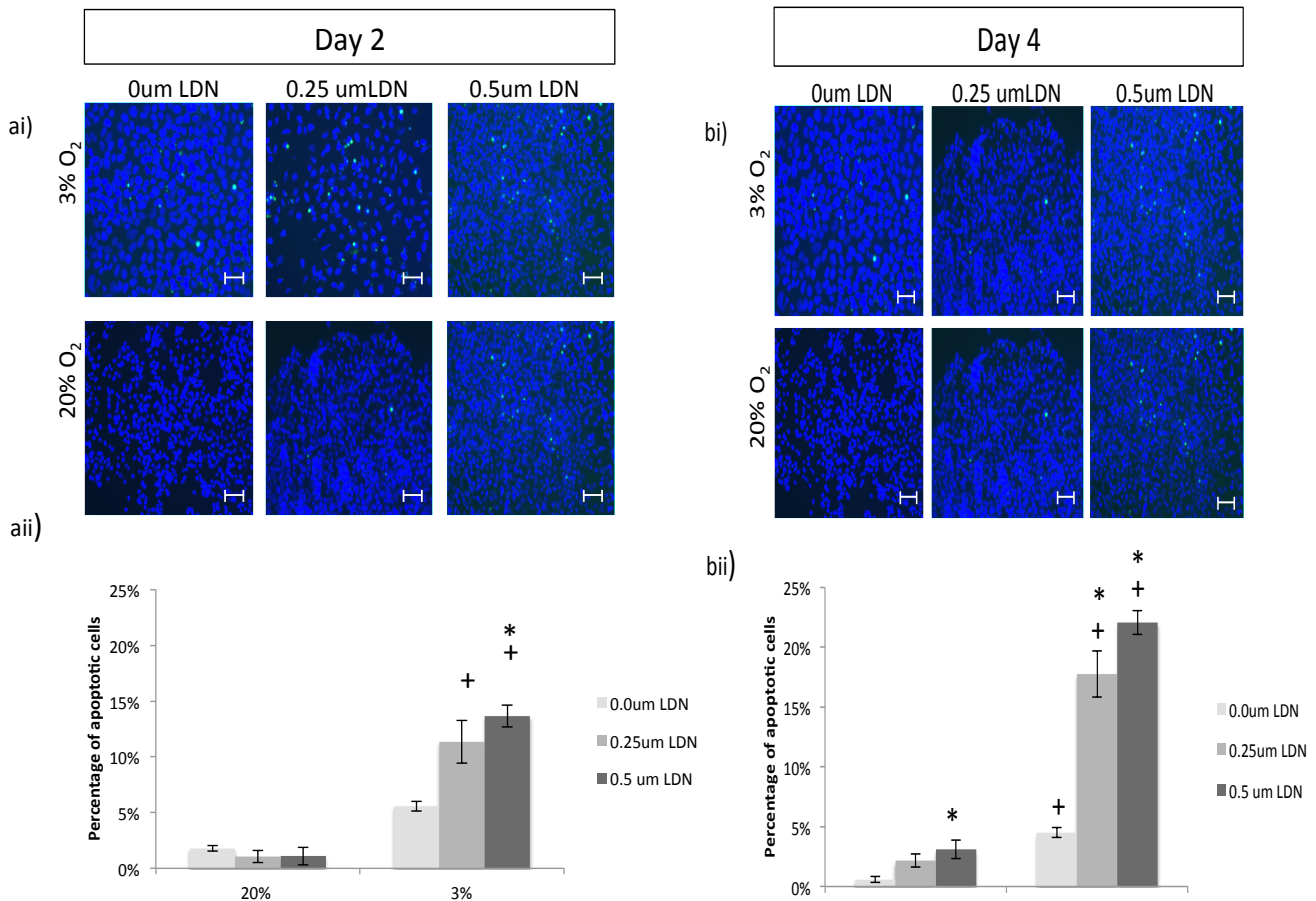 Day 2
0um LDN 0.25 umLDN 0.5um LDN
ai)
3% O₂
20% O₂
aii)
Percentage of apoptotic cells
25%
20%
15%
10%
5%
0%
* +
+
20% 3%
0.0um LDN
0.25um LDN
0.5 um LDN
Day 4
0um LDN 0.25 umLDN 0.5um LDN
bi)
3% O₂
20% O₂
bii)
Percentage of apoptotic cells
25%
20%
15%
10%
5%
0%
*
+
* +
* +
0.0um LDN
0.25um LDN
0.5 um LDN